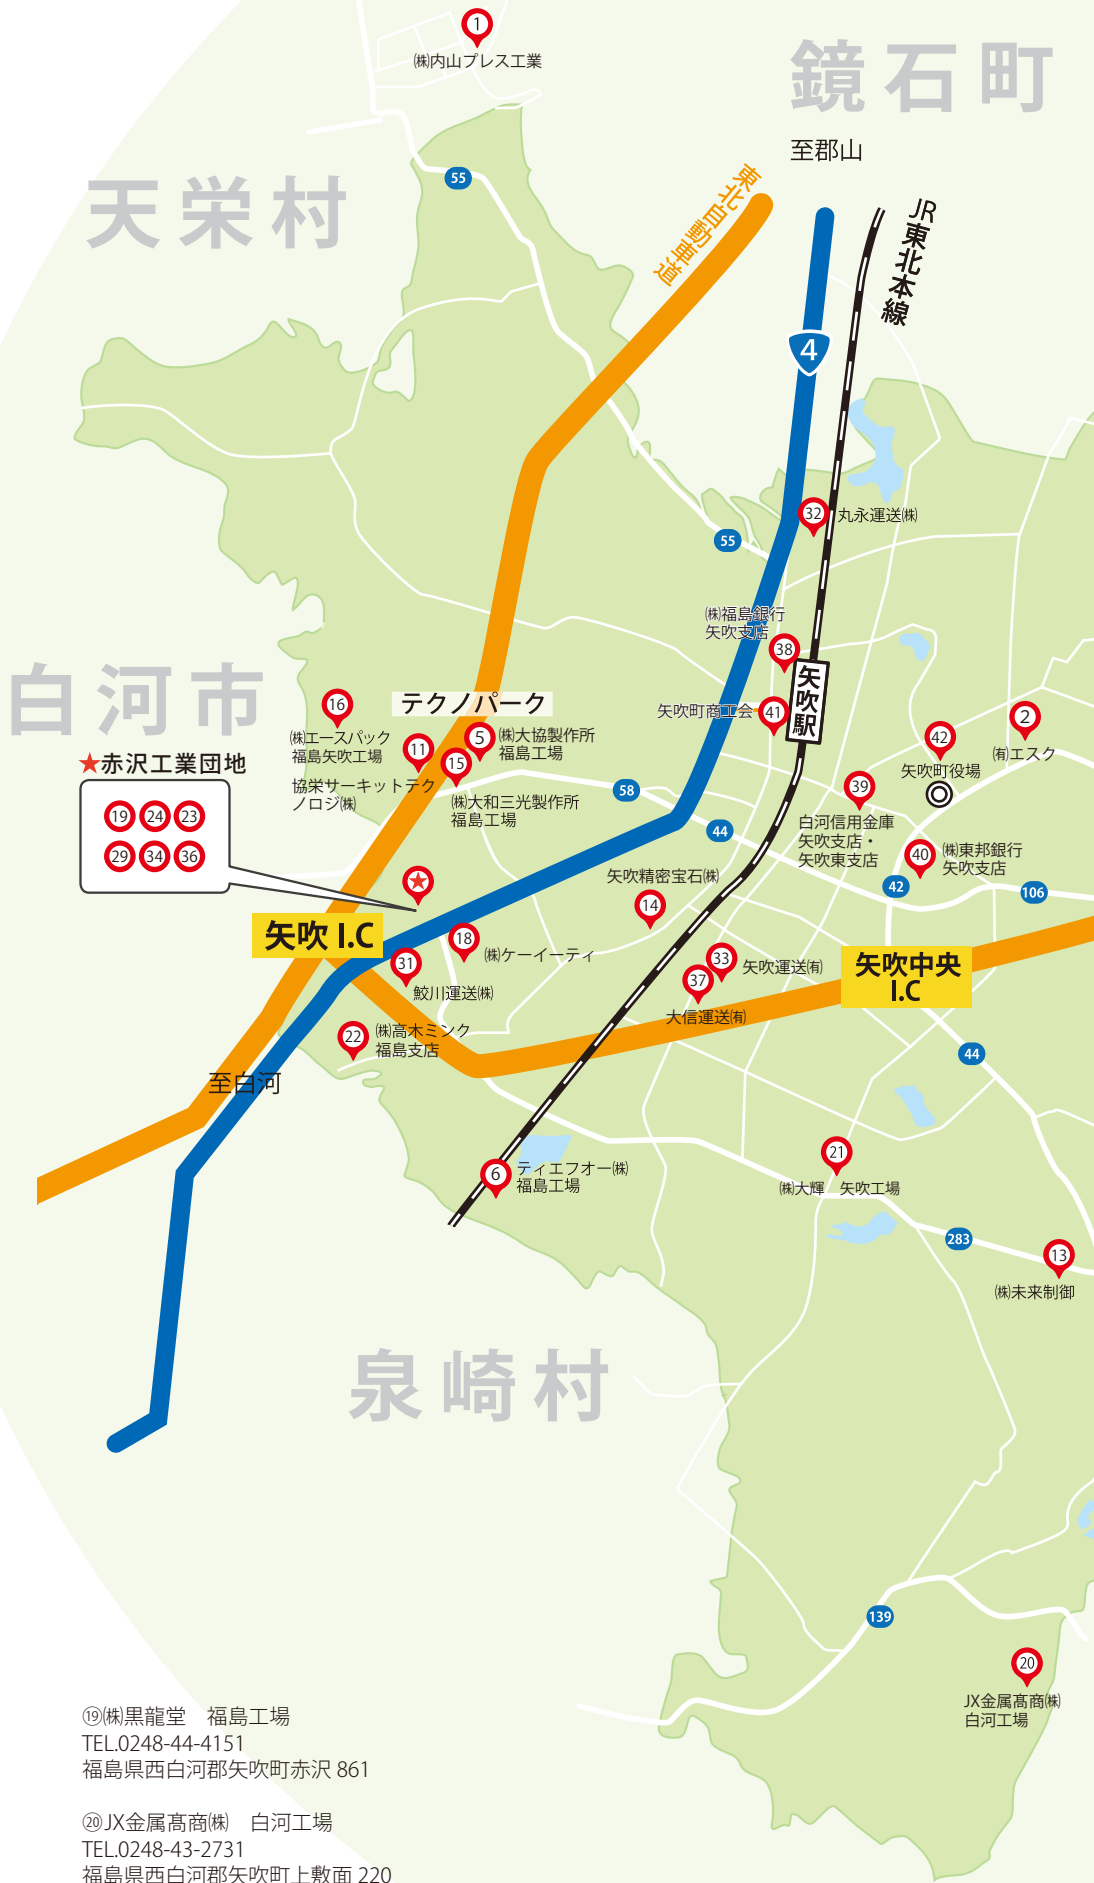 1
㈱内山プレス工業
鏡石町
至郡山
天栄村
55
東北自動車道
JR東北本線
4
32
丸永運送㈱
55
㈱福島銀行
矢吹支店
38
白河市
矢吹駅
16
テクノパーク
矢吹町商工会
41
2
㈲エスク
㈱エースパック
福島矢吹工場
11
5
㈱大協製作所
福島工場
15
42
矢吹町役場
★赤沢工業団地
協栄サーキットテク
ノロジ㈱
㈱大和三光製作所
福島工場
58
39
19 24 23
29 34 36
44
白河信用金庫
矢吹支店・
矢吹東支店
40
㈱東邦銀行
矢吹支店
矢吹精密宝石㈱
14
42
106
矢吹 I.C
18
㈱ケーイーティ
31
鮫川運送㈱
33
矢吹運送㈲
37
大信運送㈲
矢吹中央
I.C
22
㈱高木ミンク
福島支店
44
至白河
6
ティエフオー㈱
福島工場
21
㈱大輝　矢吹工場
283
13
㈱未来制御
泉崎村
139
20
JX金属髙商㈱
白河工場
⑲㈱黒龍堂　福島工場
TEL.0248-44-4151
福島県西白河郡矢吹町赤沢 861
⑳JX金属髙商㈱　白河工場
TEL.0248-43-2731
福島県西白河郡矢吹町上敷面 220